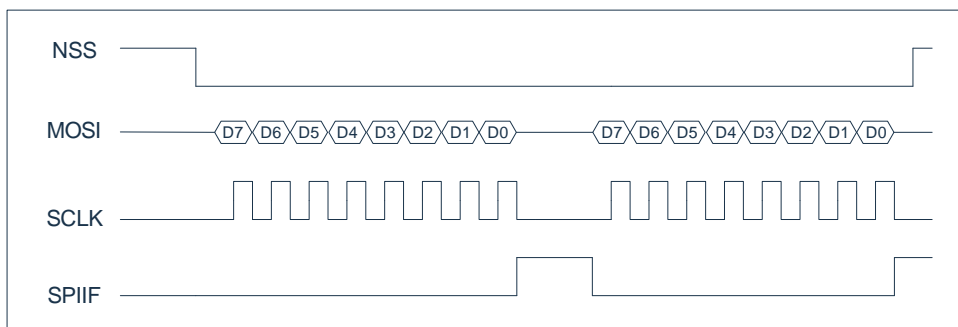 NSS
MOSI D7 D6 D5 D4 D3 D2 D1 D0 D7 D6 D5 D4 D3 D2 D1 D0
SCLK
SPIIF